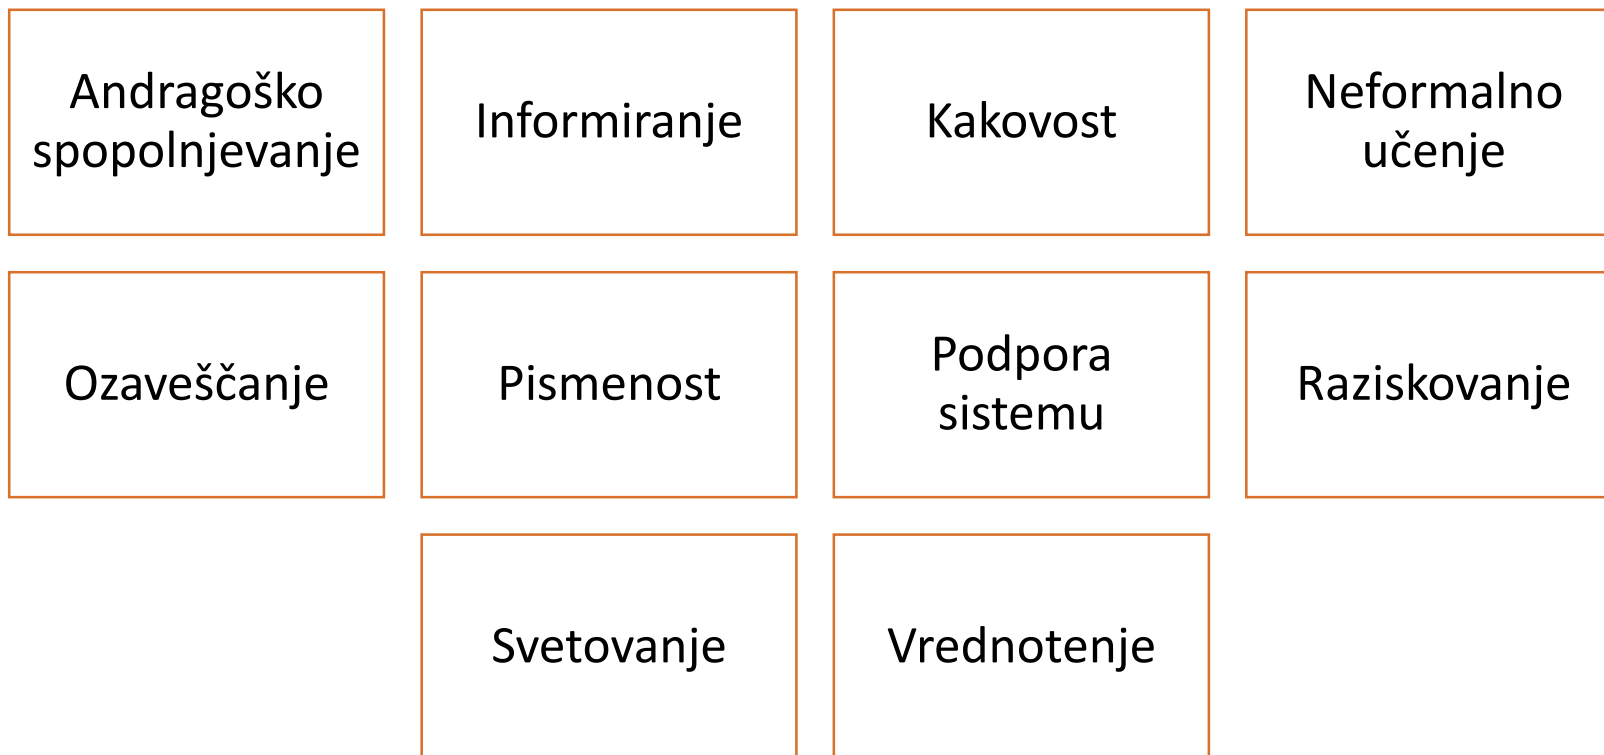 Andragoško
spopolnjevanje
Informiranje
Kakovost
Neformalno
učenje
Ozaveščanje
Pismenost
Podpora
sistemu
Raziskovanje
Svetovanje
Vrednotenje